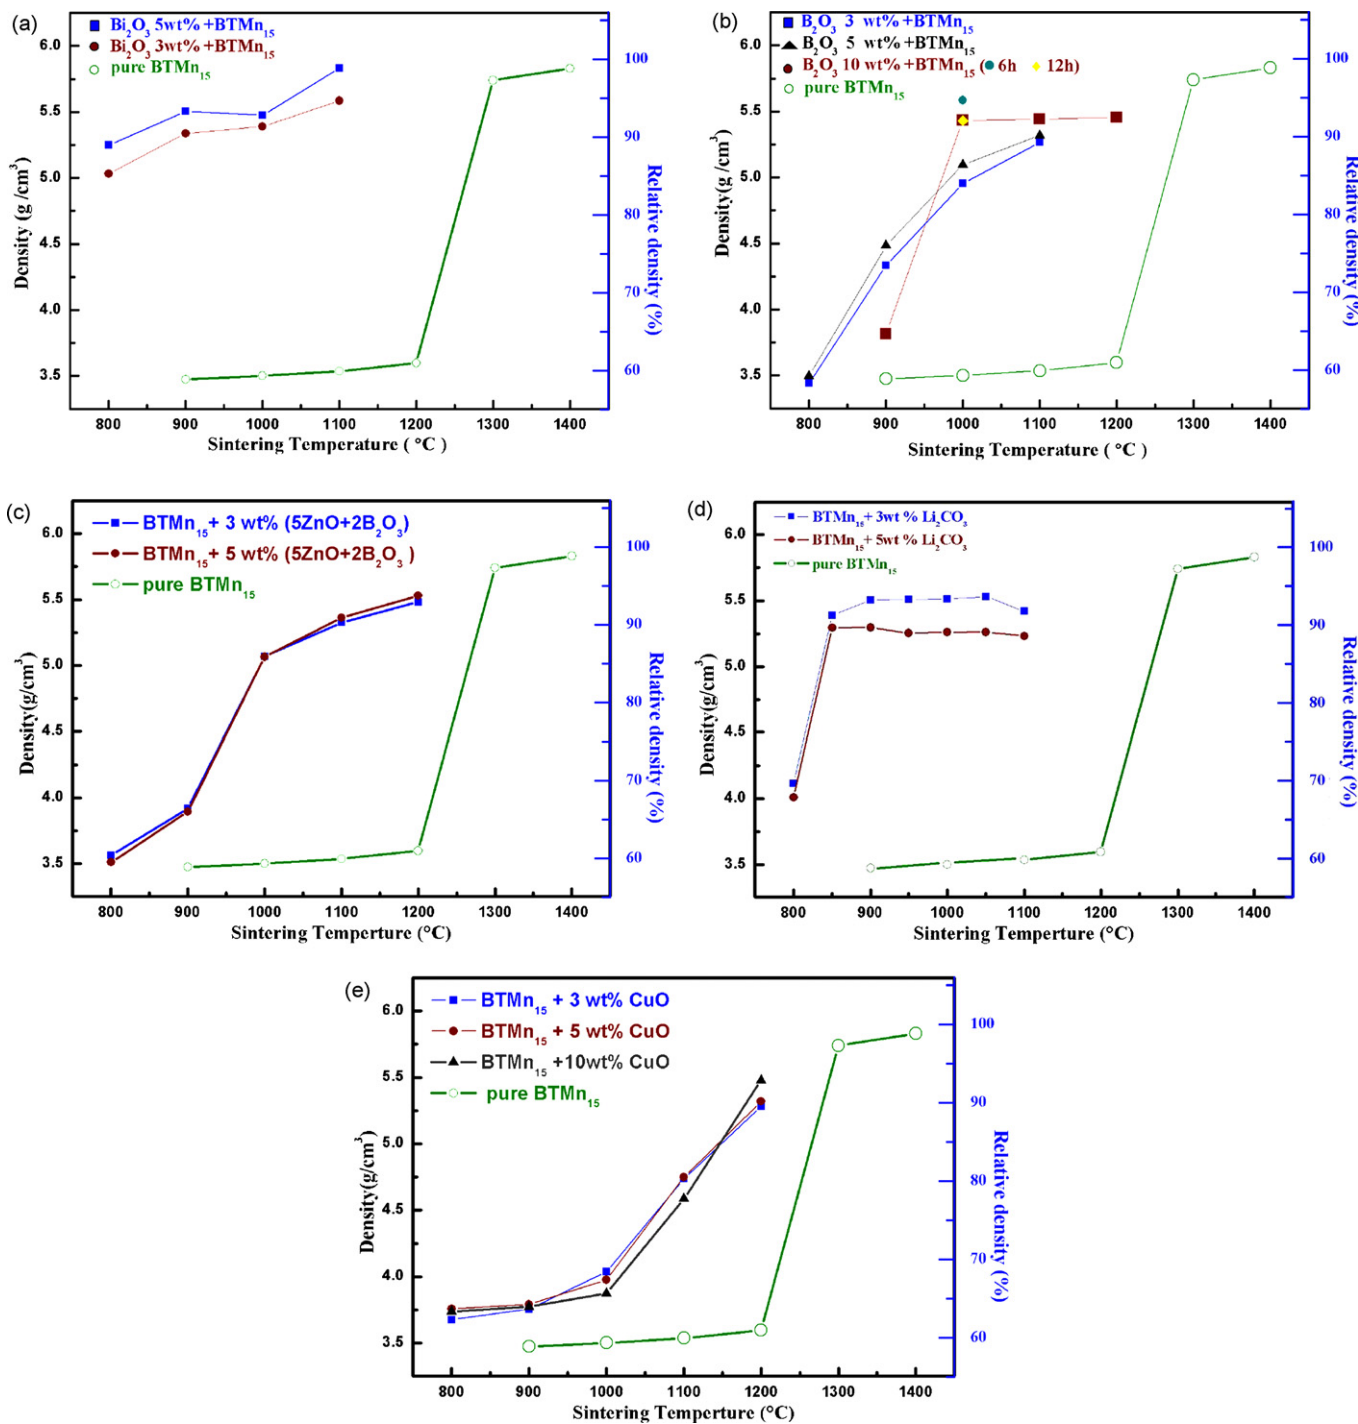 (a)
Bi₂O₃ 5wt% +BTMn₁₅
Bi₂O₃ 3wt% +BTMn₁₅
pure BTMn₁₅
6.0
5.5
5.0
4.5
4.0
3.5
Density (g /cm³)
100
90
80
70
60
Relative density (%)
800 900 1000 1100 1200 1300 1400
Sintering Temperature ( °C )
(b)
B₂O₃ 3 wt% +BTMn₁₅
B₂O₃ 5 wt% +BTMn₁₅
B₂O₃ 10 wt% +BTMn₁₅ ( 6h 12h)
pure BTMn₁₅
6.0
5.5
5.0
4.5
4.0
3.5
Density(g /cm³)
100
90
80
70
60
Relative density (%)
800 900 1000 1100 1200 1300 1400
Sintering Temperature ( °C )
(c)
BTMn₁₅+ 3 wt% (5ZnO+2B₂O₃)
BTMn₁₅+ 5 wt% (5ZnO+2B₂O₃ )
pure BTMn₁₅
6.0
5.5
5.0
4.5
4.0
3.5
Density(g/cm³)
100
90
80
70
60
Relative density (%)
800 900 1000 1100 1200 1300 1400
Sintering Temperture (°C)
(d)
BTMn₁₅+ 3wt % Li₂CO₃
BTMn₁₅+ 5wt % Li₂CO₃
pure BTMn₁₅
6.0
5.5
5.0
4.5
4.0
3.5
Density(g/cm³)
100
90
80
70
60
Relative density (%)
800 900 1000 1100 1200 1300 1400
Sintering Temperture (°C)
(e)
BTMn₁₅ + 3 wt% CuO
BTMn₁₅ + 5 wt% CuO
BTMn₁₅ +10wt% CuO
pure BTMn₁₅
6.0
5.5
5.0
4.5
4.0
3.5
Density(g/cm³)
100
90
80
70
60
Relative density (%)
800 900 1000 1100 1200 1300 1400
Sintering Temperture (°C)